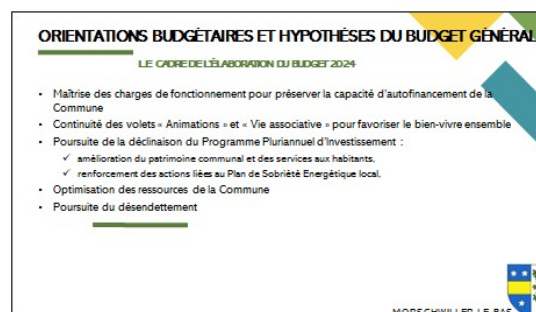 ORIENTATIONS BUDGÉTAIRES ET HYPOTHÈSES DU BUDGET GÉNÉRAL
LE CADRE DE L'ÉLABORATION DU BUDGET 2024
• Maîtrise des charges de fonctionnement pour préserver la capacité d'autofinancement de la
Commune
• Continuité des volets « Animations » et « Vie associative » pour favoriser le bien-vivre ensemble
• Poursuite de la déclinaison du Programme Pluriannuel d'Investissement :
✓ amélioration du patrimoine communal et des services aux habitants,
✓ renforcement des actions liées au Plan de Sobriété Energétique local,
• Optimisation des ressources de la Commune
• Poursuite du désendettement
MORSCHWILLER LE BAS